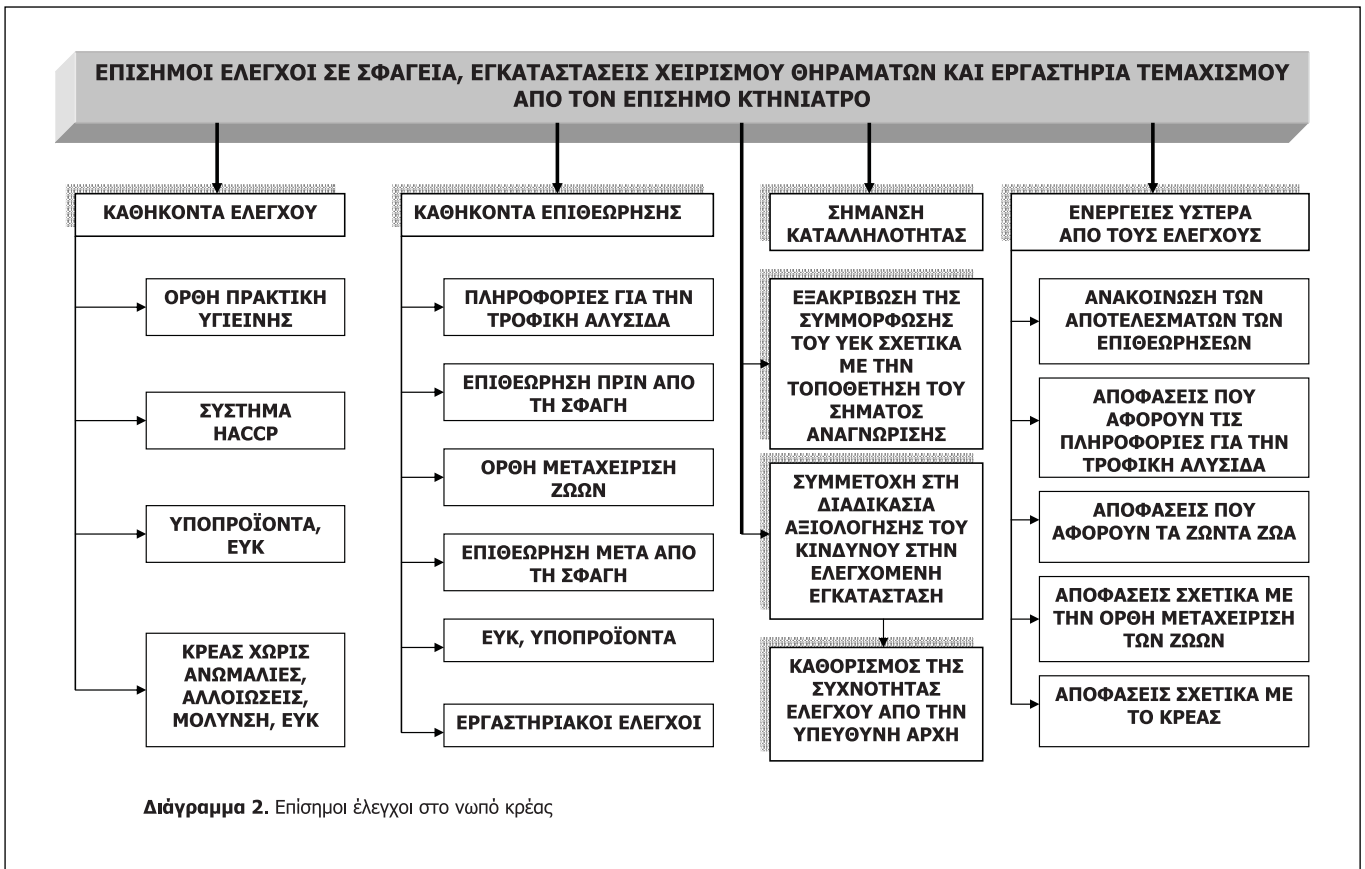 ΕΠΙΣΗΜΟΙ ΕΛΕΓΧΟΙ ΣΕ ΣΦΑΓΕΙΑ, ΕΓΚΑΤΑΣΤΑΣΕΙΣ ΧΕΙΡΙΣΜΟΥ ΘΗΡΑΜΑΤΩΝ ΚΑΙ ΕΡΓΑΣΤΗΡΙΑ ΤΕΜΑΧΙΣΜΟΥ
ΑΠΟ ΤΟΝ ΕΠΙΣΗΜΟ ΚΤΗΝΙΑΤΡΟ
ΚΑΘΗΚΟΝΤΑ ΕΛΕΓΧΟΥ
ΟΡΘΗ ΠΡΑΚΤΙΚΗ
ΥΓΙΕΙΝΗΣ
ΣΥΣΤΗΜΑ
HACCP
ΥΠΟΠΡΟΪΟΝΤΑ,
ΕΥΚ
ΚΡΕΑΣ ΧΩΡΙΣ
ΑΝΩΜΑΛΙΕΣ,
ΑΛΛΟΙΩΣΕΙΣ,
ΜΟΛΥΝΣΗ, ΕΥΚ
ΚΑΘΗΚΟΝΤΑ ΕΠΙΘΕΩΡΗΣΗΣ
ΠΛΗΡΟΦΟΡΙΕΣ ΓΙΑ ΤΗΝ
ΤΡΟΦΙΚΗ ΑΛΥΣΙΔΑ
ΕΠΙΘΕΩΡΗΣΗ ΠΡΙΝ ΑΠΟ
ΤΗ ΣΦΑΓΗ
ΟΡΘΗ ΜΕΤΑΧΕΙΡΙΣΗ
ΖΩΩΝ
ΕΠΙΘΕΩΡΗΣΗ ΜΕΤΑ ΑΠΟ
ΤΗ ΣΦΑΓΗ
ΕΥΚ, ΥΠΟΠΡΟΪΟΝΤΑ
ΕΡΓΑΣΤΗΡΙΑΚΟΙ ΕΛΕΓΧΟΙ
ΣΗΜΑΝΣΗ
ΚΑΤΑΛΛΗΛΟΤΗΤΑΣ
ΕΞΑΚΡΙΒΩΣΗ ΤΗΣ
ΣΥΜΜΟΡΦΩΣΗΣ
ΤΟΥ ΥΕΚ ΣΧΕΤΙΚΑ
ΜΕ ΤΗΝ
ΤΟΠΟΘΕΤΗΣΗ ΤΟΥ
ΣΗΜΑΤΟΣ
ΑΝΑΓΝΩΡΙΣΗΣ
ΣΥΜΜΕΤΟΧΗ ΣΤΗ
ΔΙΑΔΙΚΑΣΙΑ
ΑΞΙΟΛΟΓΗΣΗΣ ΤΟΥ
ΚΙΝΔΥΝΟΥ ΣΤΗΝ
ΕΛΕΓΧΟΜΕΝΗ
ΕΓΚΑΤΑΣΤΑΣΗ
ΚΑΘΟΡΙΣΜΟΣ ΤΗΣ
ΣΥΧΝΟΤΗΤΑΣ
ΕΛΕΓΧΟΥ ΑΠΟ ΤΗΝ
ΥΠΕΥΘΥΝΗ ΑΡΧΗ
ΕΝΕΡΓΕΙΕΣ ΥΣΤΕΡΑ
ΑΠΟ ΤΟΥΣ ΕΛΕΓΧΟΥΣ
ΑΝΑΚΟΙΝΩΣΗ ΤΩΝ
ΑΠΟΤΕΛΕΣΜΑΤΩΝ ΤΩΝ
ΕΠΙΘΕΩΡΗΣΕΩΝ
ΑΠΟΦΑΣΕΙΣ ΠΟΥ
ΑΦΟΡΟΥΝ ΤΙΣ
ΠΛΗΡΟΦΟΡΙΕΣ ΓΙΑ ΤΗΝ
ΤΡΟΦΙΚΗ ΑΛΥΣΙΔΑ
ΑΠΟΦΑΣΕΙΣ ΠΟΥ
ΑΦΟΡΟΥΝ ΤΑ ΖΩΝΤΑ ΖΩΑ
ΑΠΟΦΑΣΕΙΣ ΣΧΕΤΙΚΑ ΜΕ
ΤΗΝ ΟΡΘΗ ΜΕΤΑΧΕΙΡΙΣΗ
ΤΩΝ ΖΩΩΝ
ΑΠΟΦΑΣΕΙΣ ΣΧΕΤΙΚΑ ΜΕ
ΤΟ ΚΡΕΑΣ
Διάγραμμα 2. Επίσημοι έλεγχοι στο νωπό κρέας